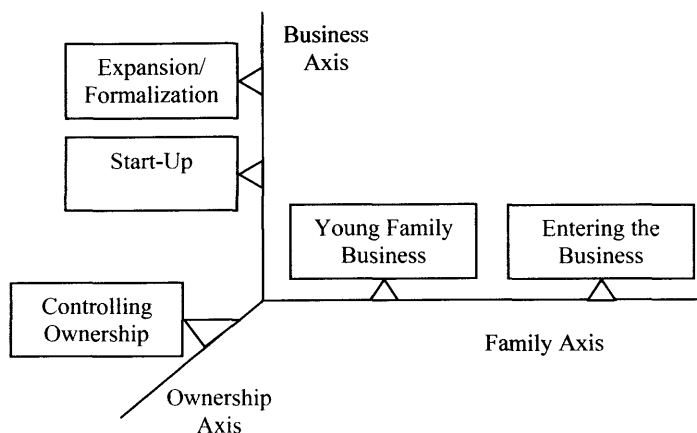 Business
Axis
Expansion/
Formalization
Start-Up
Young Family
Business
Entering the
Business
Controlling
Ownership
Family Axis
Ownership
Axis